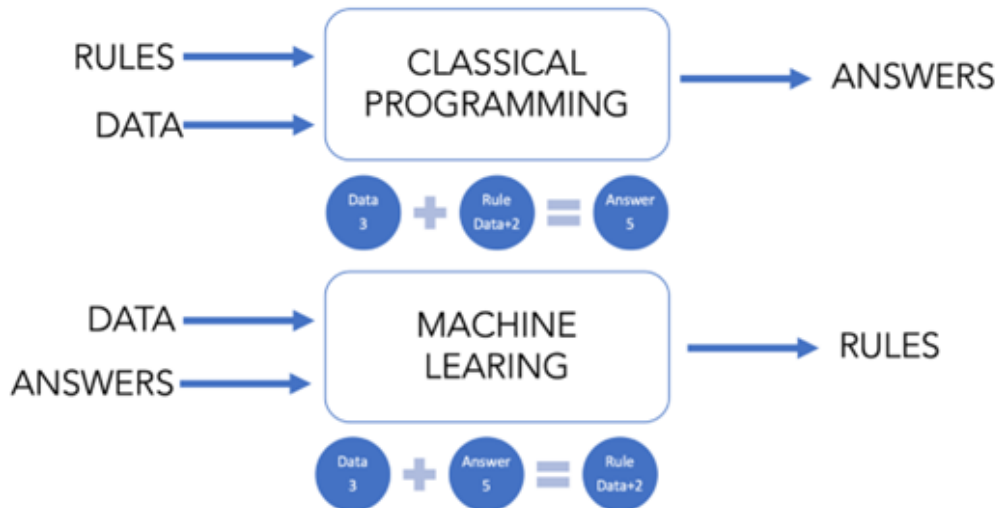 RULES
DATA
CLASSICAL
PROGRAMMING
ANSWERS
Data
3
+
Rule
Data+2
=
Answer
5
DATA
ANSWERS
MACHINE
LEARING
RULES
Data
3
+
Answer
5
=
Rule
Data+2